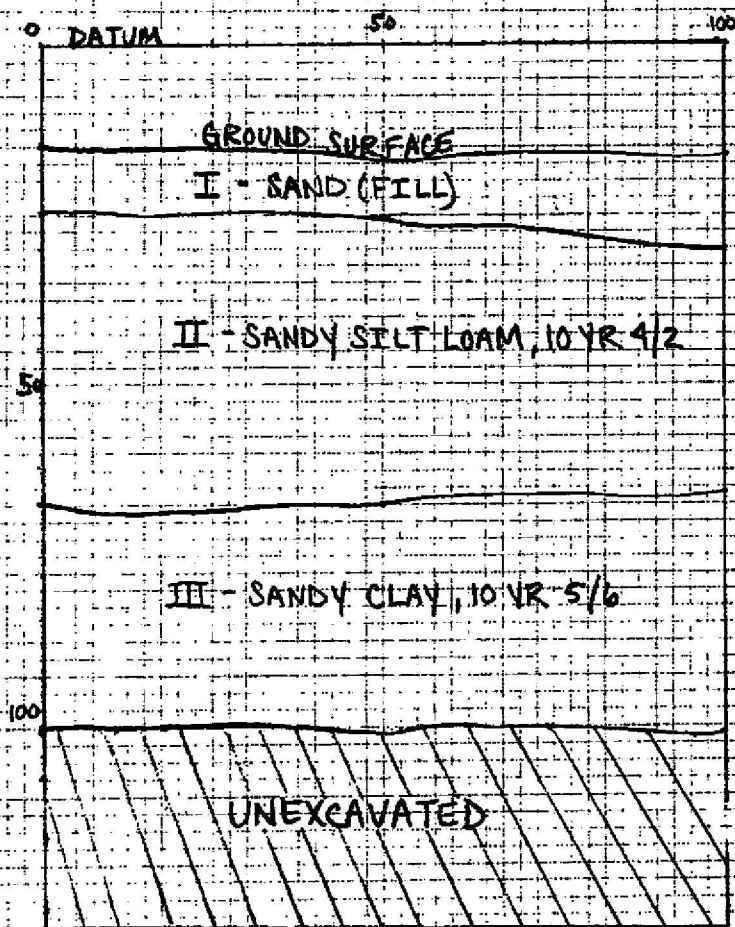 0 DATUM 50 100
GROUND SURFACE
I - SAND (FILL)
II - SANDY SILT LOAM, 10 YR 4/2
50
III - SANDY CLAY, 10 YR 5/6
100
UNEXCAVATED